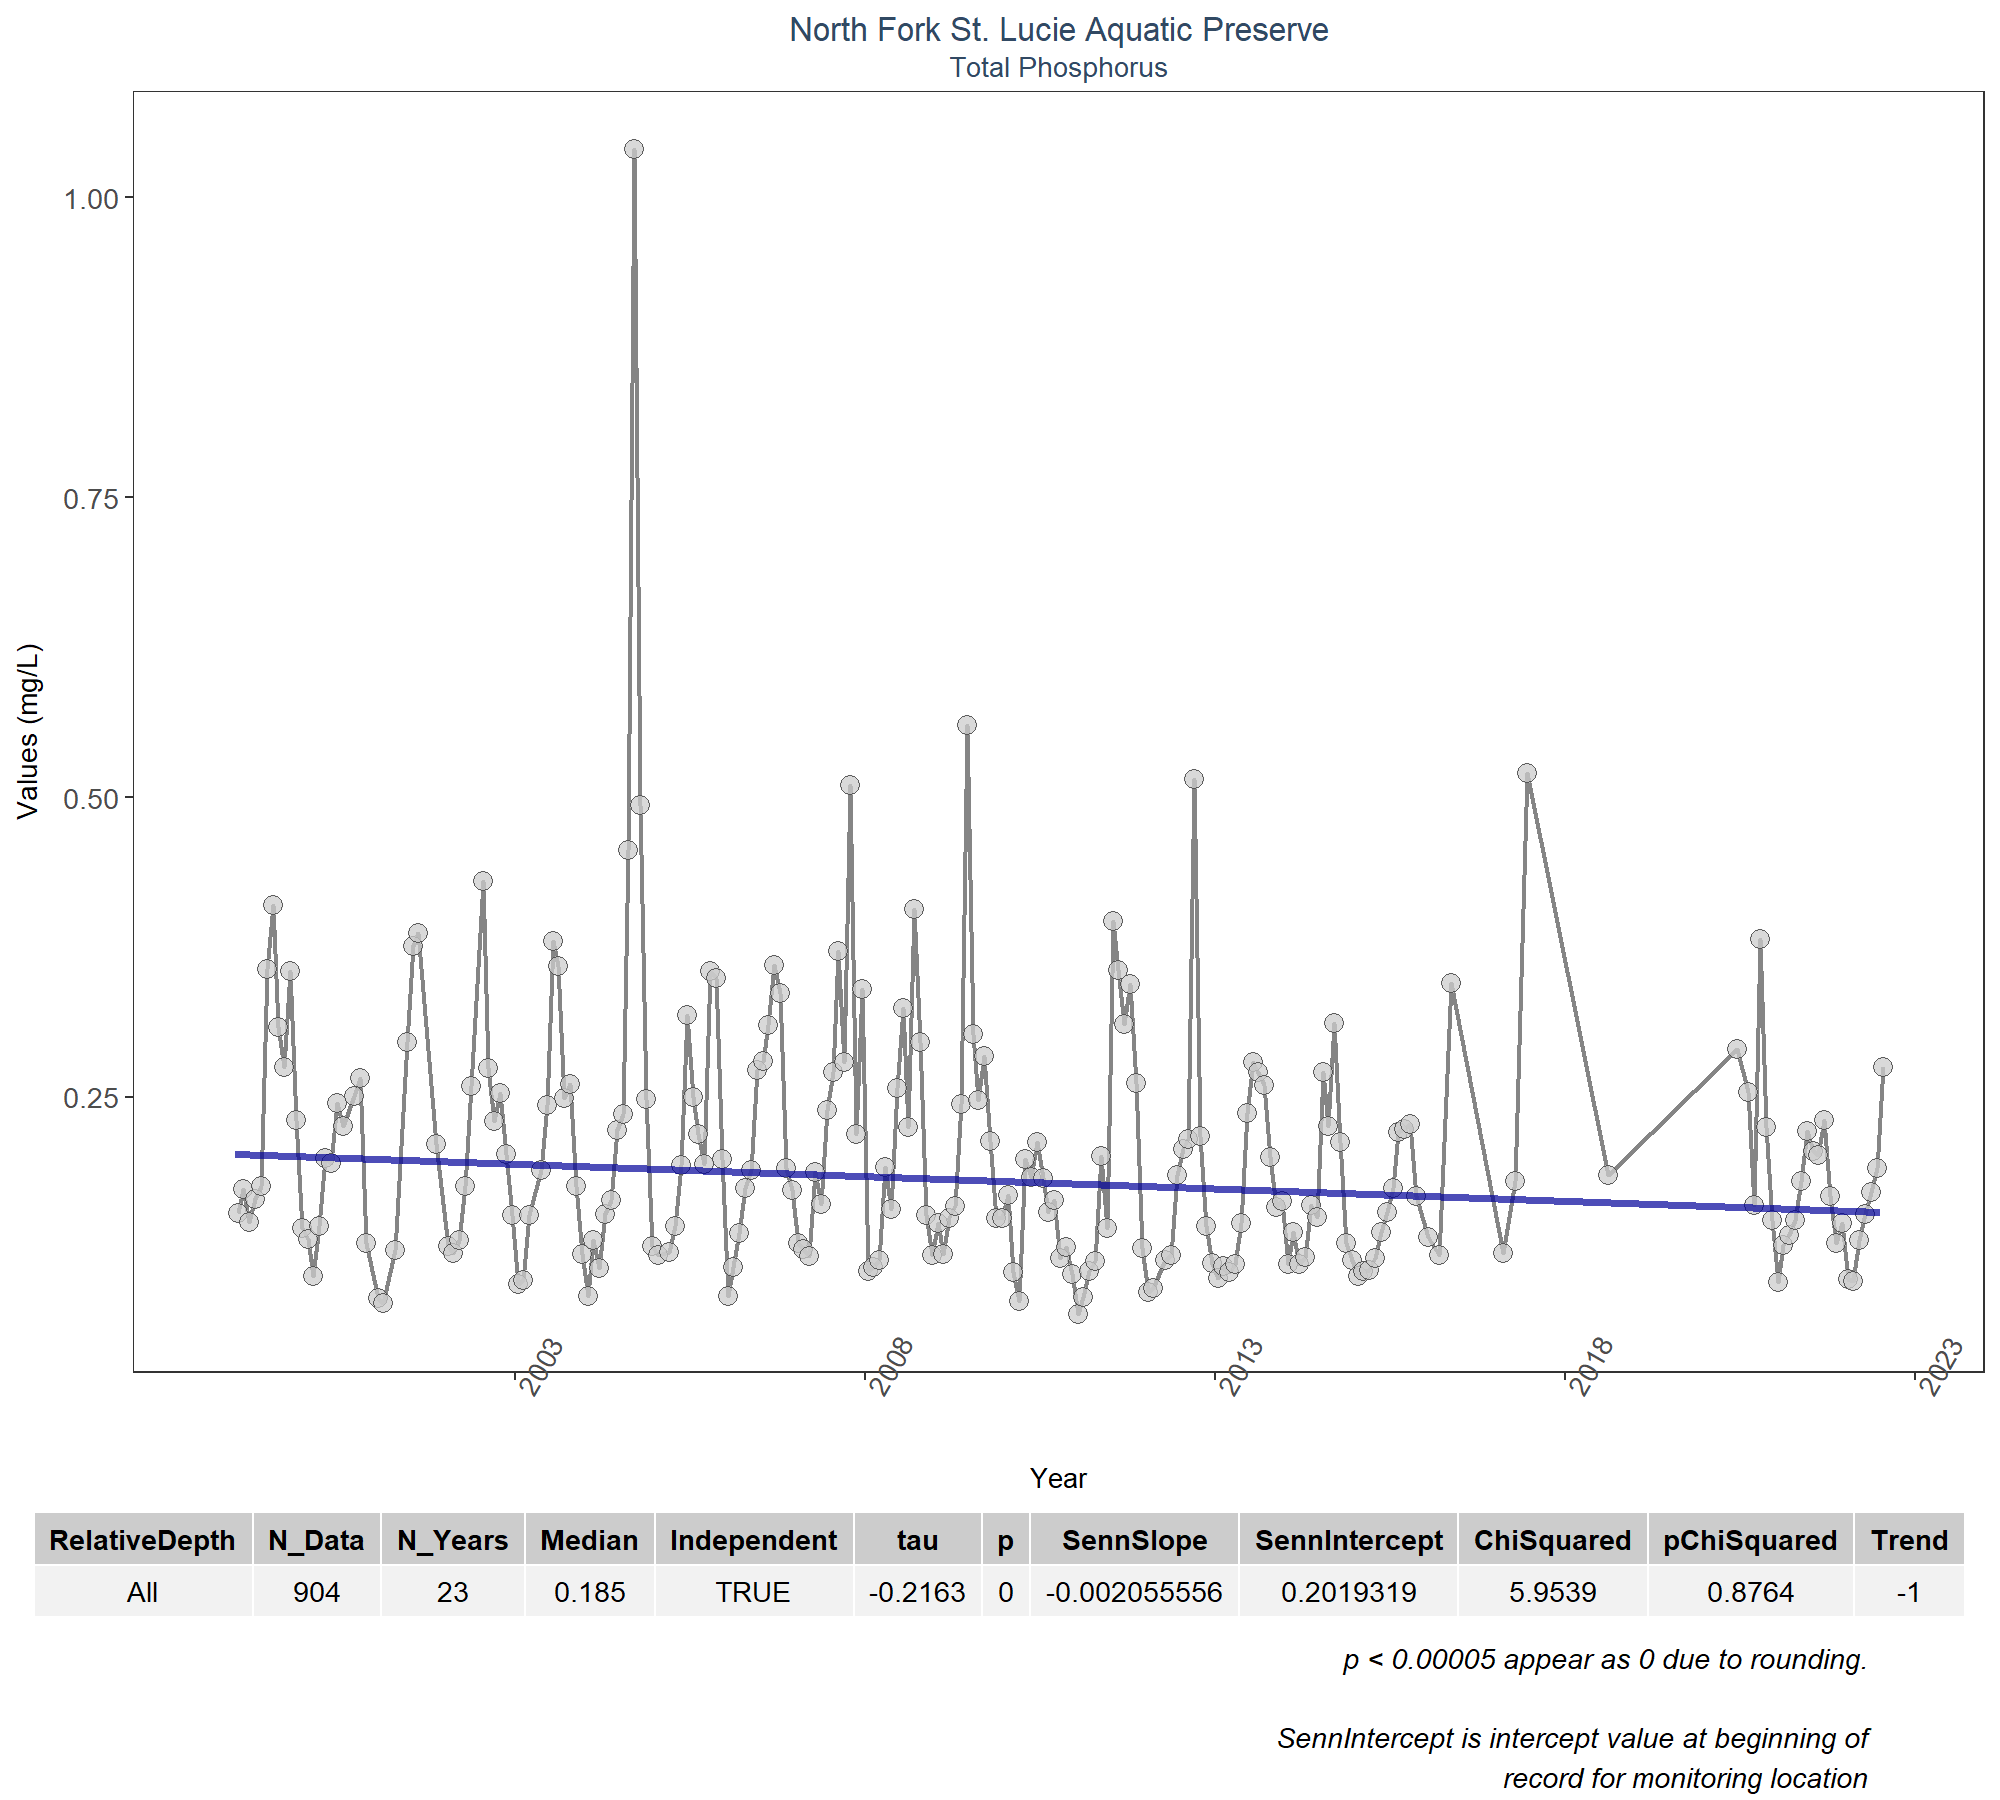 North Fork St. Lucie Aquatic Preserve
Total Phosphorus
1.00
0.75
0.50
0.25
Values (mg/L)
2003 2008 2013 2018 2023
Year
RelativeDepth N_Data N_Years Median Independent tau p SennSlope SennIntercept ChiSquared pChiSquared Trend
All 904 23 0.185 TRUE -0.2163 0 -0.002055556 0.2019319 5.9539 0.8764 -1
p < 0.00005 appear as 0 due to rounding.
SennIntercept is intercept value at beginning of
record for monitoring location